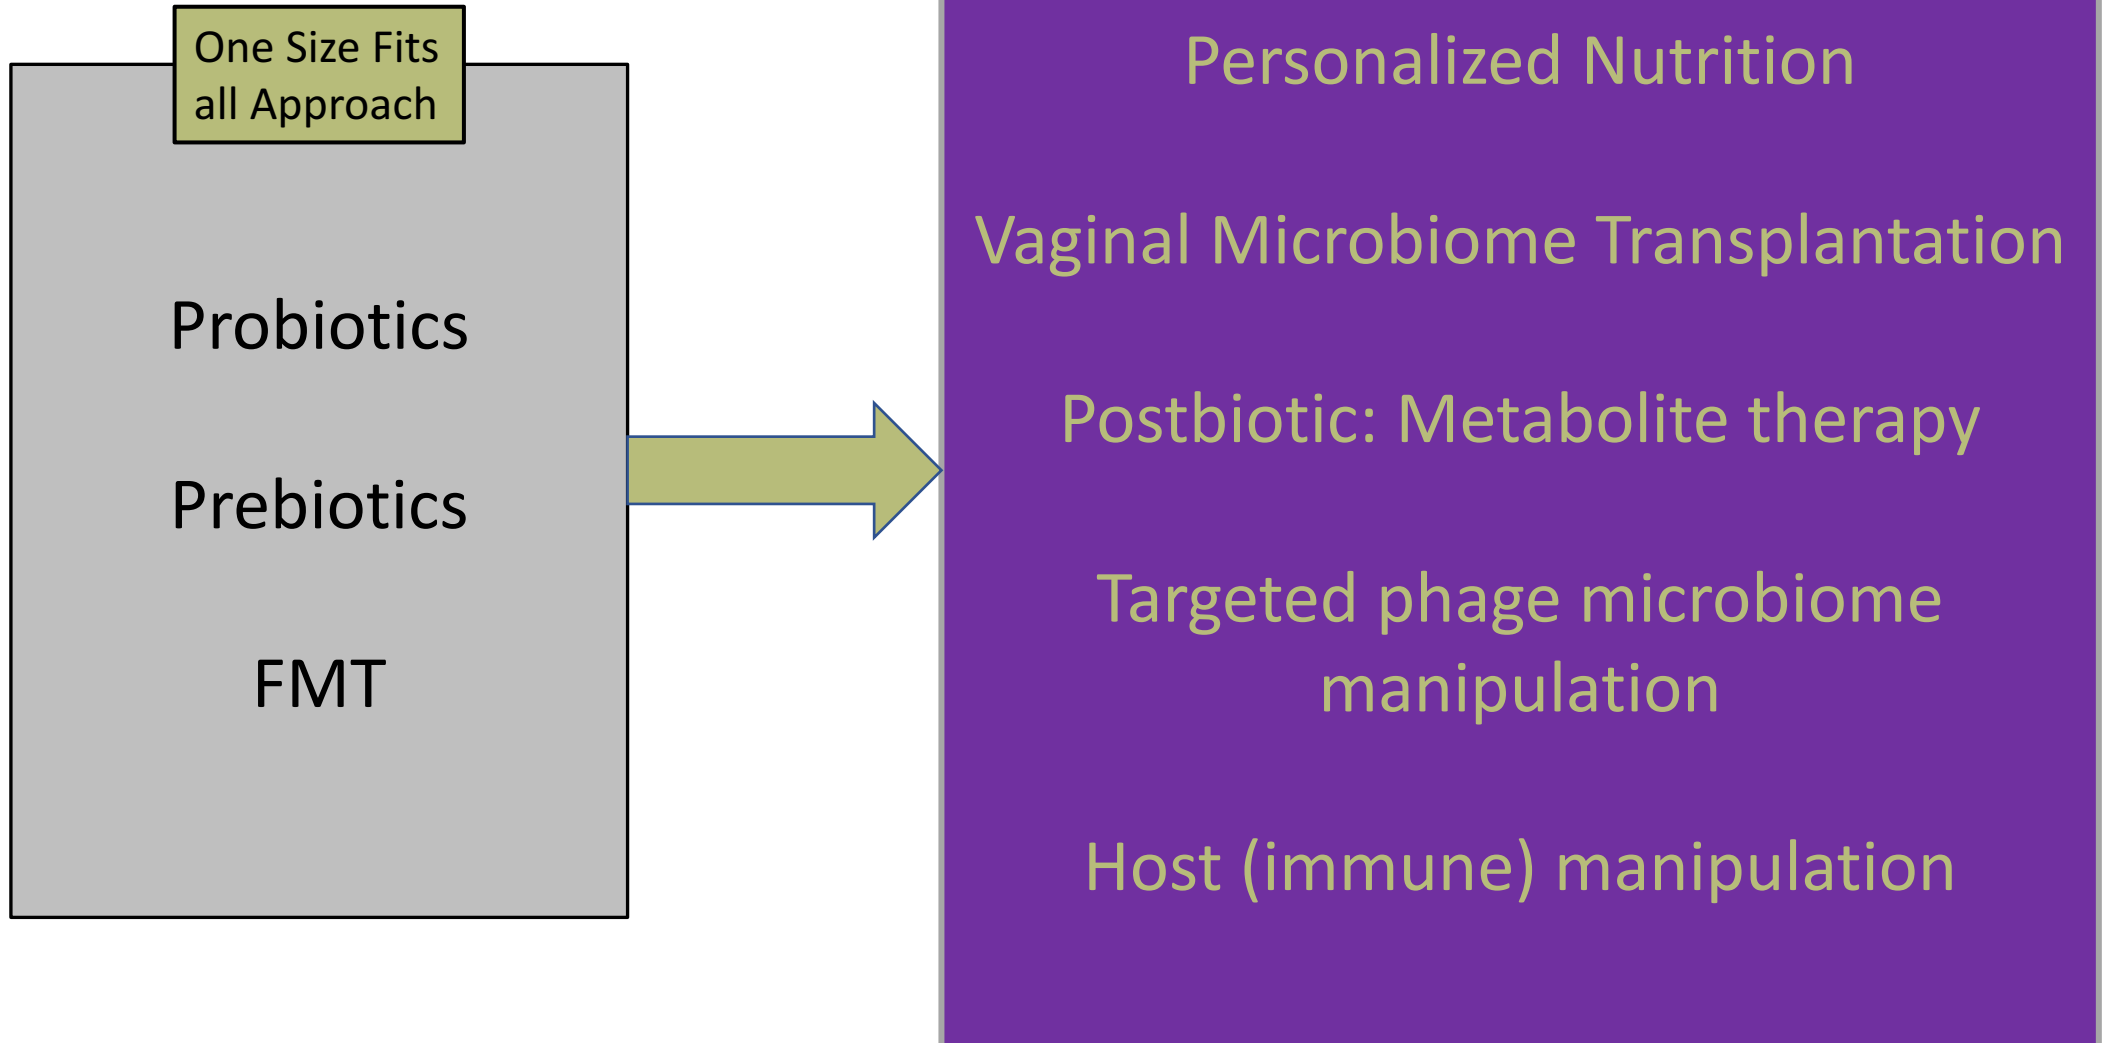 One Size Fits
all Approach
Probiotics
Prebiotics
FMT
Personalized Nutrition
Vaginal Microbiome Transplantation
Postbiotic: Metabolite therapy
Targeted phage microbiome
manipulation
Host (immune) manipulation